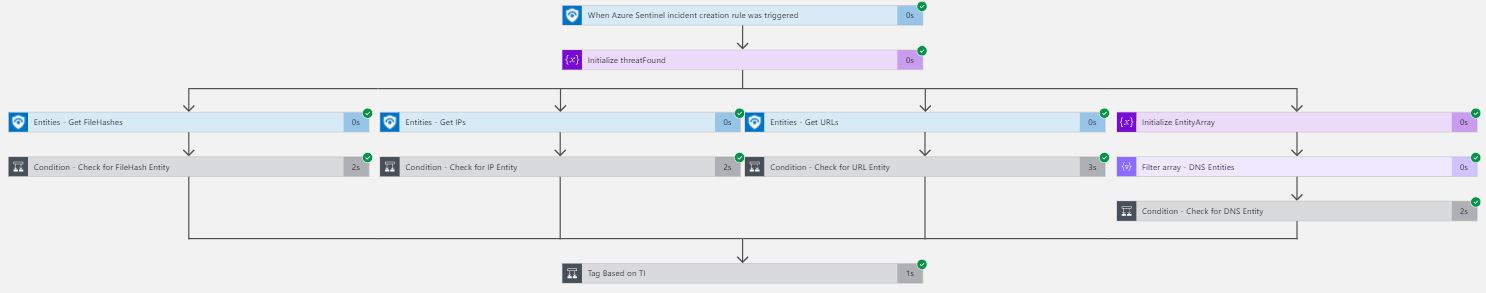 When Azure Sentinel incident creation rule was triggered 0s
{x} Initialize threatFound 0s
Entities - Get FileHashes 0s
Entities - Get IPs 0s
Entities - Get URLs 0s
{x} Initialize EntityArray 0s
Condition - Check for FileHash Entity 2s
Condition - Check for IP Entity 2s
Condition - Check for URL Entity 3s
Filter array - DNS Entities 0s
Condition - Check for DNS Entity 2s
Tag Based on TI 1s